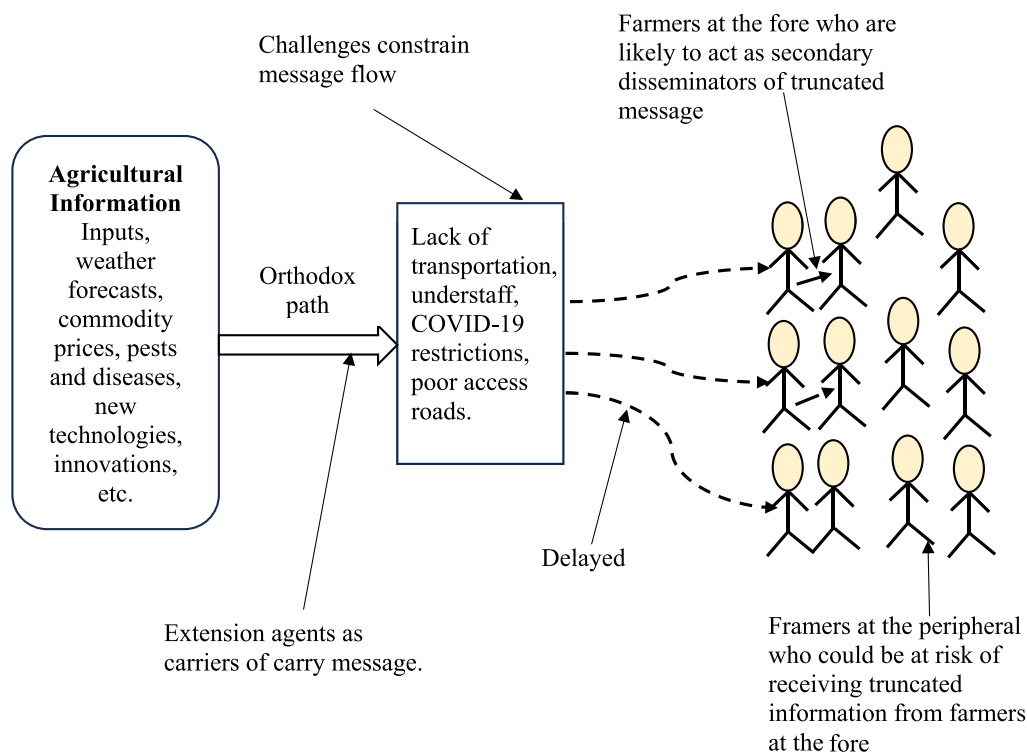 Challenges constrain
message flow
Farmers at the fore who are
likely to act as secondary
disseminators of truncated
message
Agricultural
Information
Inputs,
weather
forecasts,
commodity
prices, pests
and diseases,
new
technologies,
innovations,
etc.
Orthodox
path
Lack of
transportation,
understaff,
COVID-19
restrictions,
poor access
roads.
Delayed
Extension agents as
carriers of carry message.
Framers at the peripheral
who could be at risk of
receiving truncated
information from farmers
at the fore